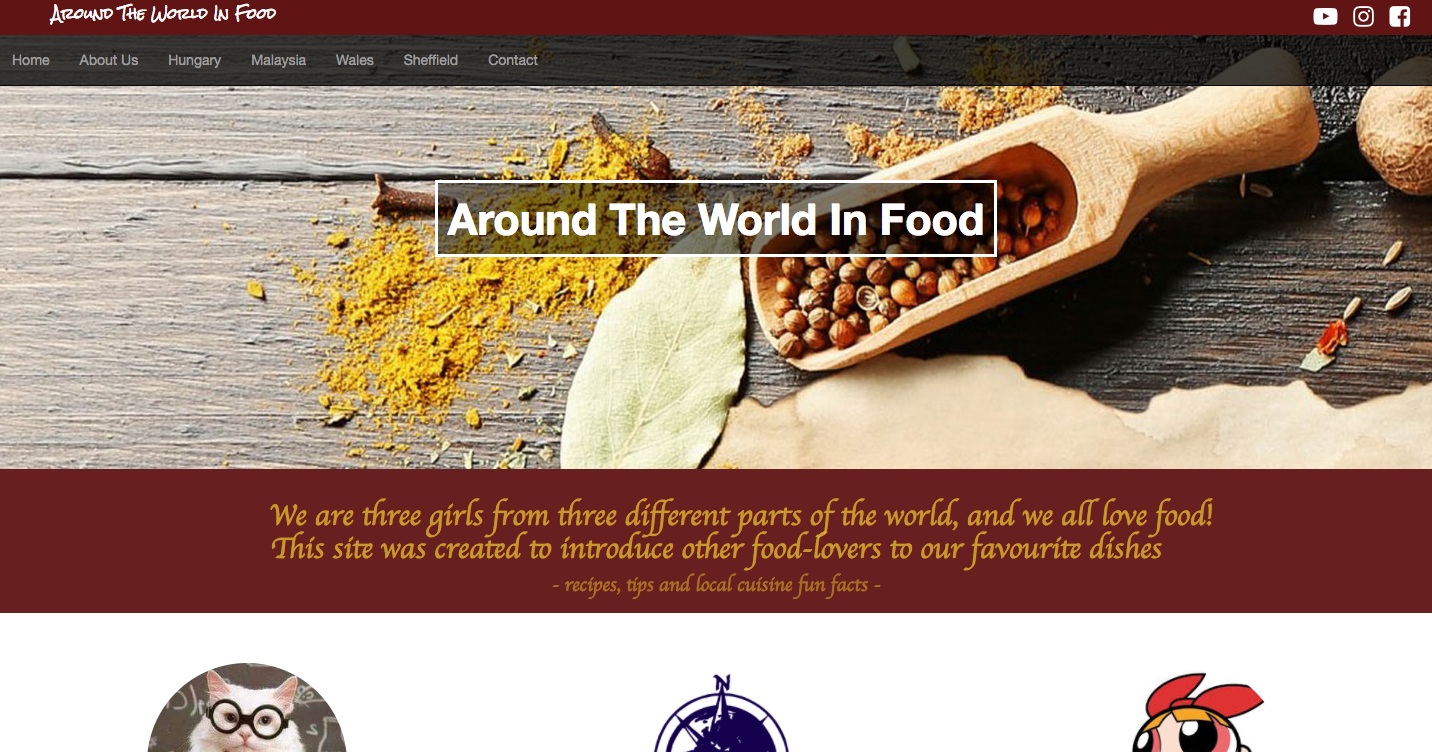 Around The World In Food
Home About Us Hungary Malaysia Wales Sheffield Contact
Around The World In Food
We are three girls from three different parts of the world, and we all love food!
This site was created to introduce other food-lovers to our favourite dishes
- recipes, tips and local cuisine fun facts -
N